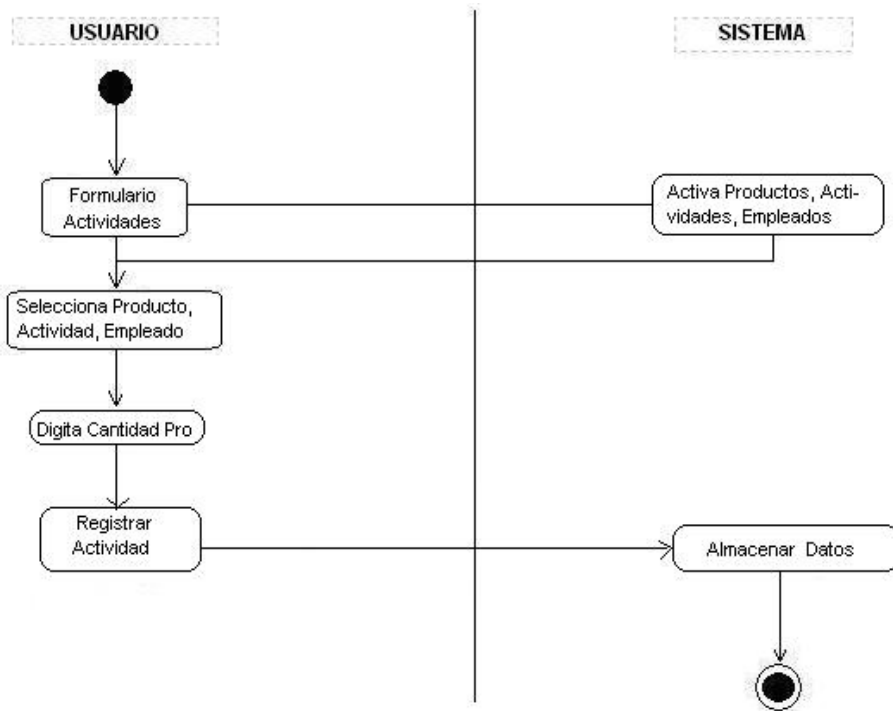 USUARIO
SISTEMA
Formulario
Actividades
Activa Productos, Acti-
vidades, Empleados
Selecciona Producto,
Actividad, Empleado
Digita Cantidad Pro
Registrar
Actividad
Almacenar Datos